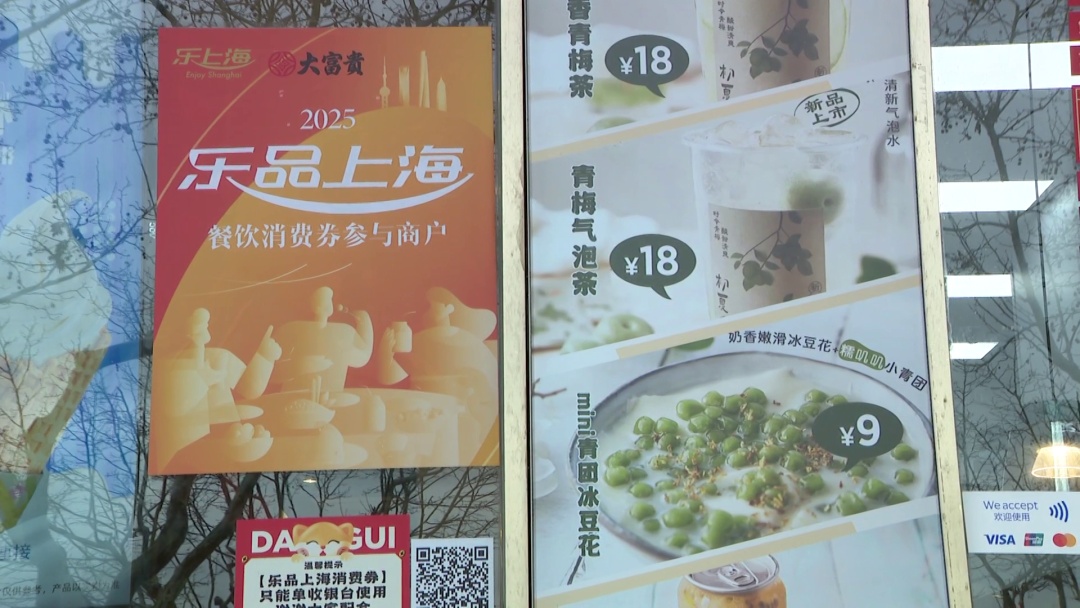 乐上海
Enjoy Shanghai
大富贵
2025
乐品上海
餐饮消费券参与商户
DA
GUI
温馨提示
【乐品上海消费券】
只能单收银台使用
香青梅茶
¥18
新品
上市
清新气泡水
青梅气泡茶
¥18
奶香嫩滑冰豆花+糯叽叽小青团
¥9
mini青团冰豆花
We accept
欢迎使用
VISA